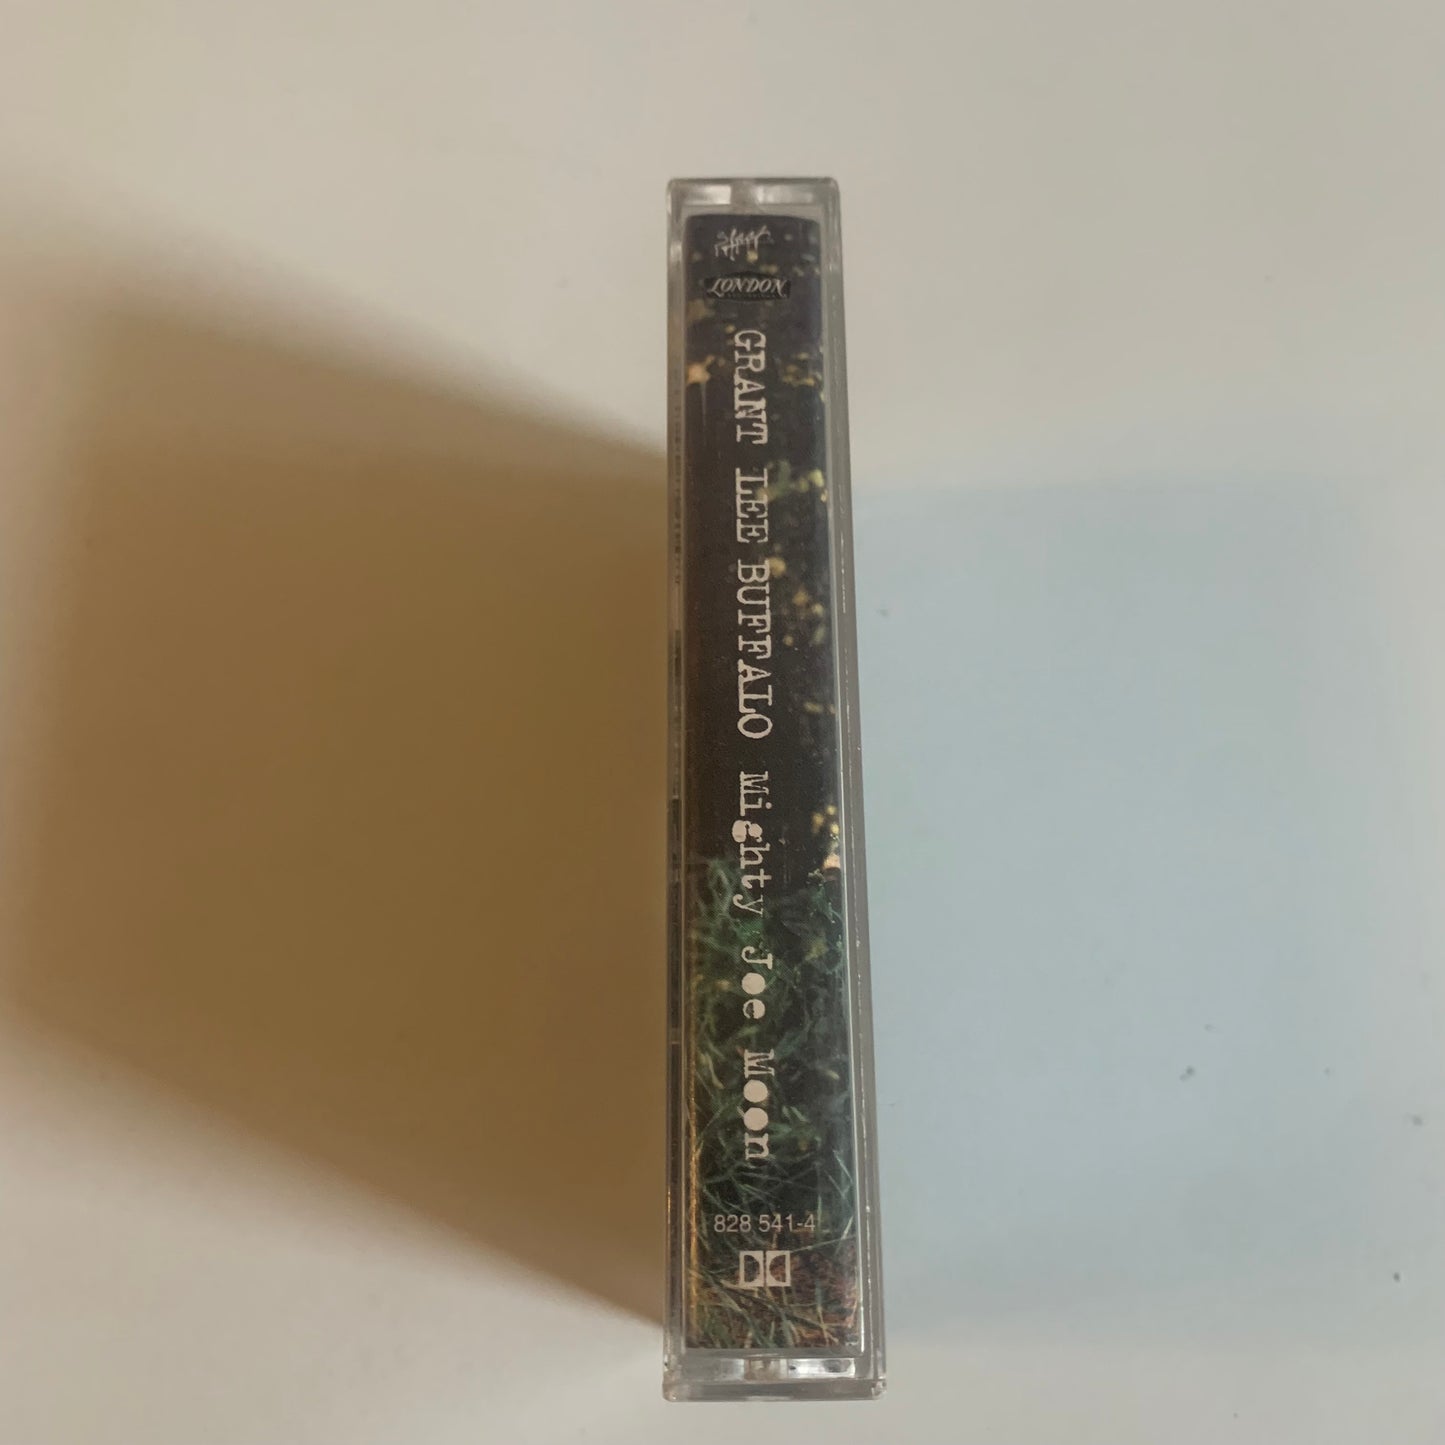 LONDON
GRANT LEE BUFFALO Mighty Joe Moon
828 541-4